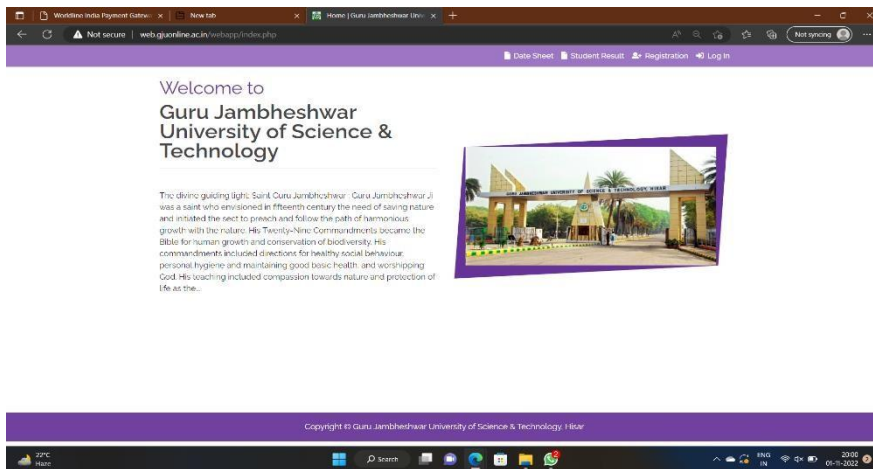 Worldline India Payment Gatew
New tab
Home | Guru Jambheshwar Univ
Not secure | web.gjuonline.ac.in/webapp/index.php
Not syncing
Date Sheet Student Result Registration Log In
Welcome to
Guru Jambheshwar
University of Science &
Technology
The divine guiding light: Saint Guru Jambheshwar : Guru Jambheshwar Ji
was a saint who envisioned in fifteenth century the need of saving nature
and initiated the sect to preach and follow the path of harmonious
growth with the nature. His Twenty-Nine Commandments became the
Bible for human growth and conservation of biodiversity. His
commandments included directions for healthy social behaviour,
personal hygiene and maintaining good basic health, and worshipping
God. His teaching included compassion towards nature and protection of
life as the...
GURU JAMBHESHWAR UNIVERSITY OF SCIENCE & TECHNOLOGY, HISAR
Copyright © Guru Jambheshwar University of Science & Technology, Hisar
22°C
Haze
Search
ENG
IN
20:00
01-11-2022